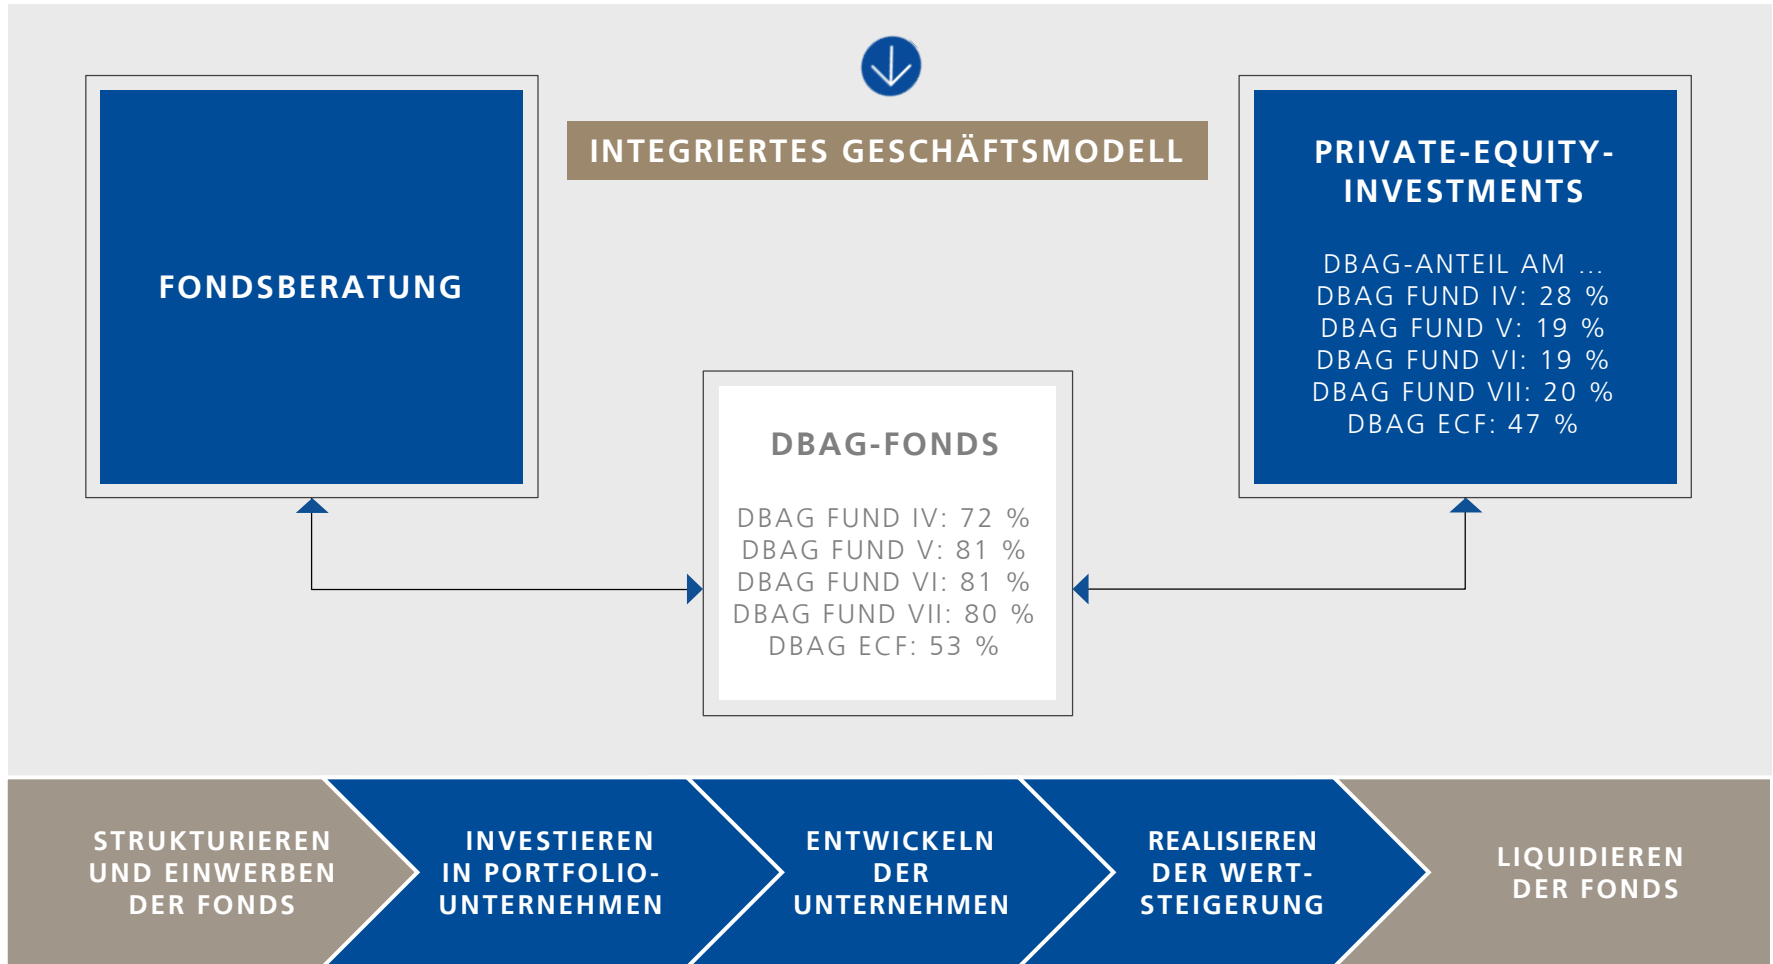 INTEGRIERTES GESCHÄFTSMODELL
FONDSBERATUNG
PRIVATE-EQUITY-
INVESTMENTS
DBAG-ANTEIL AM ...
DBAG FUND IV: 28 %
DBAG FUND V: 19 %
DBAG FUND VI: 19 %
DBAG FUND VII: 20 %
DBAG ECF: 47 %
DBAG-FONDS
DBAG FUND IV: 72 %
DBAG FUND V: 81 %
DBAG FUND VI: 81 %
DBAG FUND VII: 80 %
DBAG ECF: 53 %
STRUKTURIEREN
UND EINWERBEN
DER FONDS
INVESTIEREN
IN PORTFOLIO-
UNTERNEHMEN
ENTWICKELN
DER
UNTERNEHMEN
REALISIEREN
DER WERT-
STEIGERUNG
LIQUIDIEREN
DER FONDS